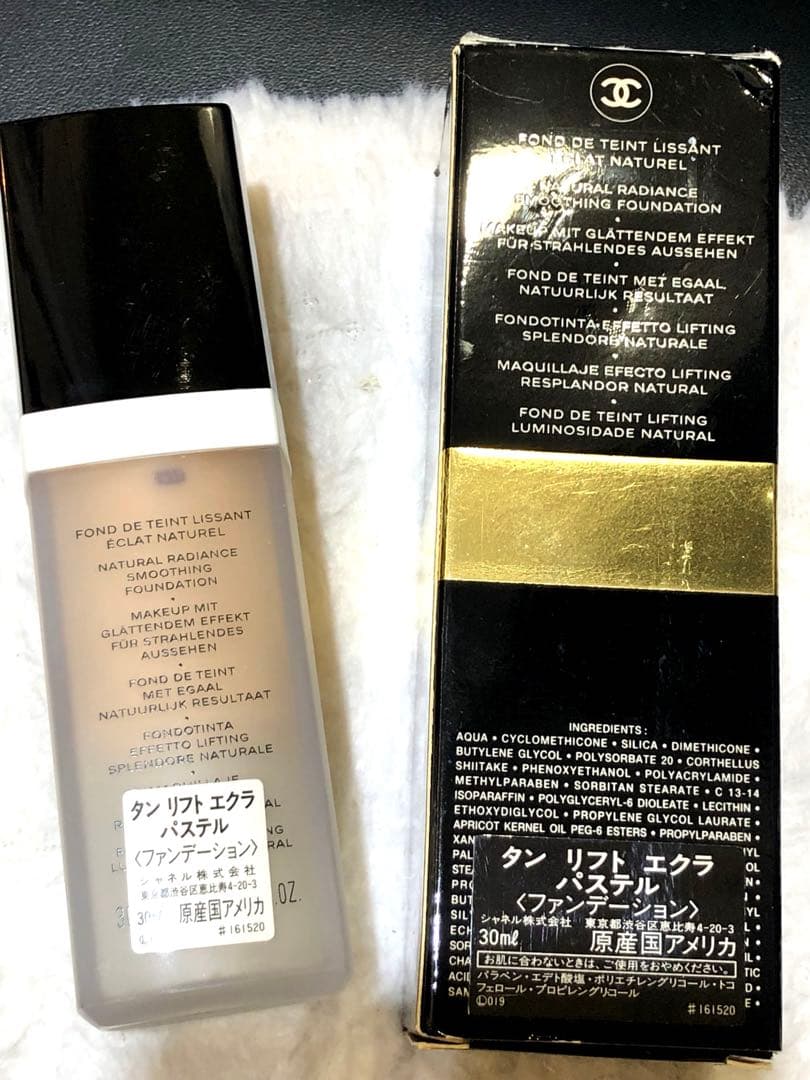 FOND DE TEINT LISSANT
ÉCLAT NATUREL
NATURAL RADIANCE
SMOOTHING
FOUNDATION
•
MAKEUP MIT
GLÄTTENDEM EFFEKT
FÜR STRAHLENDES
AUSSEHEN
•
FOND DE TEINT
MET EGAAL
NATUURLIJK RESULTAAT
•
FONDOTINTA
EFFETTO LIFTING
SPLENDORE NATURALE
タン リフト エクラ
パステル
〈ファンデーション〉
シャネル株式会社
東京都渋谷区恵比寿4-20-3
30ml 原産国アメリカ
#161520
OZ.
FOND DE TEINT LISSANT
ÉCLAT NATUREL
•
NATURAL RADIANCE
SMOOTHING FOUNDATION
•
MAKEUP MIT GLÄTTENDEM EFFEKT
FÜR STRAHLENDES AUSSEHEN
•
FOND DE TEINT MET EGAAL
NATUURLIJK RESULTAAT
•
FONDOTINTA EFFETTO LIFTING
SPLENDORE NATURALE
•
MAQUILLAJE EFECTO LIFTING
RESPLANDOR NATURAL
•
FOND DE TEINT LIFTING
LUMINOSIDADE NATURAL
INGREDIENTS:
AQUA • CYCLOMETHICONE • SILICA • DIMETHICONE •
BUTYLENE GLYCOL • POLYSORBATE 20 • CORTHELLUS
SHIITAKE • PHENOXYETHANOL • POLYACRYLAMIDE •
METHYLPARABEN • SORBITAN STEARATE • C 13-14
ISOPARAFFIN • POLYGLYCERYL-6 DIOLEATE • LECITHIN •
ETHOXYDIGLYCOL • PROPYLENE GLYCOL LAURATE •
APRICOT KERNEL OIL PEG-6 ESTERS • PROPYLPARABEN •
タン リフト エクラ
パステル
〈ファンデーション〉
シャネル株式会社 東京都渋谷区恵比寿4-20-3
30ml 原産国アメリカ
お肌に合わないときは、ご使用をおやめください。
パラベン・エデト酸塩・ポリエチレングリコール・トコ
フェロール・プロピレングリコール
Ⓛ019 #161520